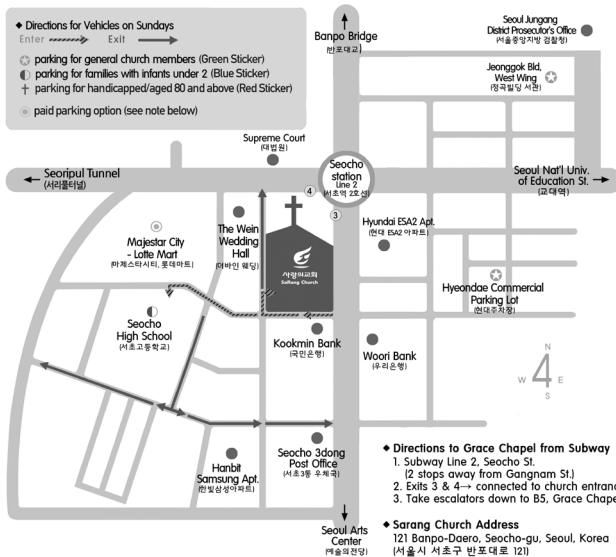 ◆ Directions for Vehicles on Sundays
Enter Exit
parking for general church members (Green Sticker)
parking for families with infants under 2 (Blue Sticker)
parking for handicapped/aged 80 and above (Red Sticker)
paid parking option (see note below)
Banpo Bridge
(반포대교)
Seoul Jungang
District Prosecutor's Office
(서울중앙지방 검찰청)
Jeonggok Bld,
West Wing
(정곡빌딩 서관)
Supreme Court
(대법원)
Seoripul Tunnel
(서리풀터널)
Seocho
station
Line 2
(서초역 2호선)
Seoul Nat'l Univ.
of Education St.
(교대역)
4
3
Majestar City
- Lotte Mart
(마제스타시티, 롯데마트)
The Wein
Wedding
Hall
(더바인 웨딩)
사랑의교회
SaRang Church
Hyundai ESA2 Apt.
(현대 ESA2 아파트)
Hyeondae Commercial
Parking Lot
(현대주차장)
Seocho
High School
(서초고등학교)
Kookmin Bank
(국민은행)
Woori Bank
(우리은행)
N
W 4 E
S
Hanbit
Samsung Apt.
(한빛삼성아파트)
Seocho 3dong
Post Office
(서초3동 우체국)
Seoul Arts
Center
(예술의전당)
◆ Directions to Grace Chapel from Subway
1. Subway Line 2, Seocho St.
(2 stops away from Gangnam St.)
2. Exits 3 & 4→ connected to church entranc
3. Take escalators down to B5, Grace Chape
◆ Sarang Church Address
121 Banpo-Daero, Seocho-gu, Seoul, Korea
(서울시 서초구 반포대로 121)